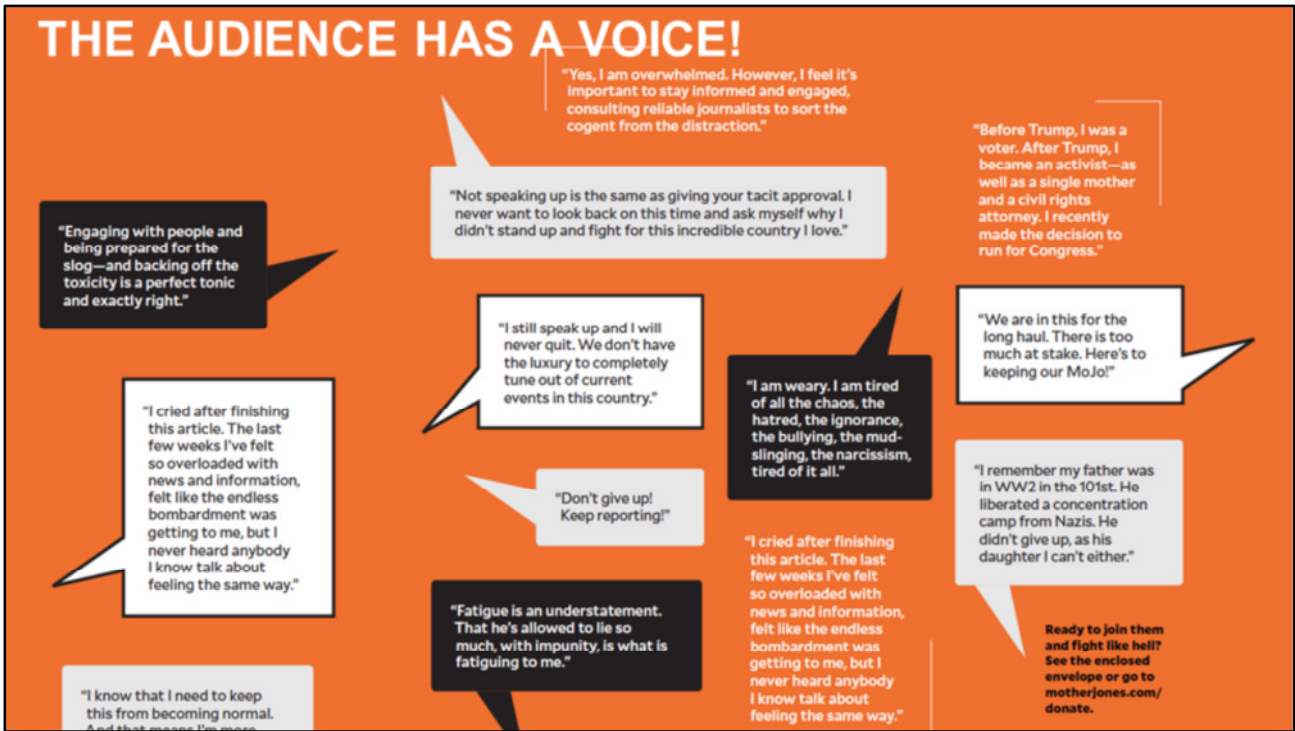 THE AUDIENCE HAS A VOICE!
“Yes, I am overwhelmed. However, I feel it’s
important to stay informed and engaged,
consulting reliable journalists to sort the
cogent from the distraction.”
“Before Trump, I was a
voter. After Trump, I
became an activist—as
well as a single mother
and a civil rights
attorney. I recently
made the decision to
run for Congress.”
“Not speaking up is the same as giving your tacit approval. I
never want to look back on this time and ask myself why I
didn’t stand up and fight for this incredible country I love.”
“Engaging with people and
being prepared for the
slog—and backing off the
toxicity is a perfect tonic
and exactly right.”
“I still speak up and I will
never quit. We don’t have
the luxury to completely
tune out of current
events in this country.”
“We are in this for the
long haul. There is too
much at stake. Here’s to
keeping our MoJo!”
“I am weary. I am tired
of all the chaos, the
hatred, the ignorance,
the bullying, the mud-
slinging, the narcissism,
tired of it all.”
“I cried after finishing
this article. The last
few weeks I’ve felt
so overloaded with
news and information,
felt like the endless
bombardment was
getting to me, but I
never heard anybody
I know talk about
feeling the same way.”
“Don’t give up!
Keep reporting!”
“I remember my father was
in WW2 in the 101st. He
liberated a concentration
camp from Nazis. He
didn’t give up, as his
daughter I can’t either.”
“I cried after finishing
this article. The last
few weeks I’ve felt
so overloaded with
news and information,
felt like the endless
bombardment was
getting to me, but I
never heard anybody
I know talk about
feeling the same way.”
“Fatigue is an understatement.
That he’s allowed to lie so
much, with impunity, is what is
fatiguing to me.”
Ready to join them
and fight like hell?
See the enclosed
envelope or go to
motherjones.com/
donate.
“I know that I need to keep
this from becoming normal.
And that means I’m more